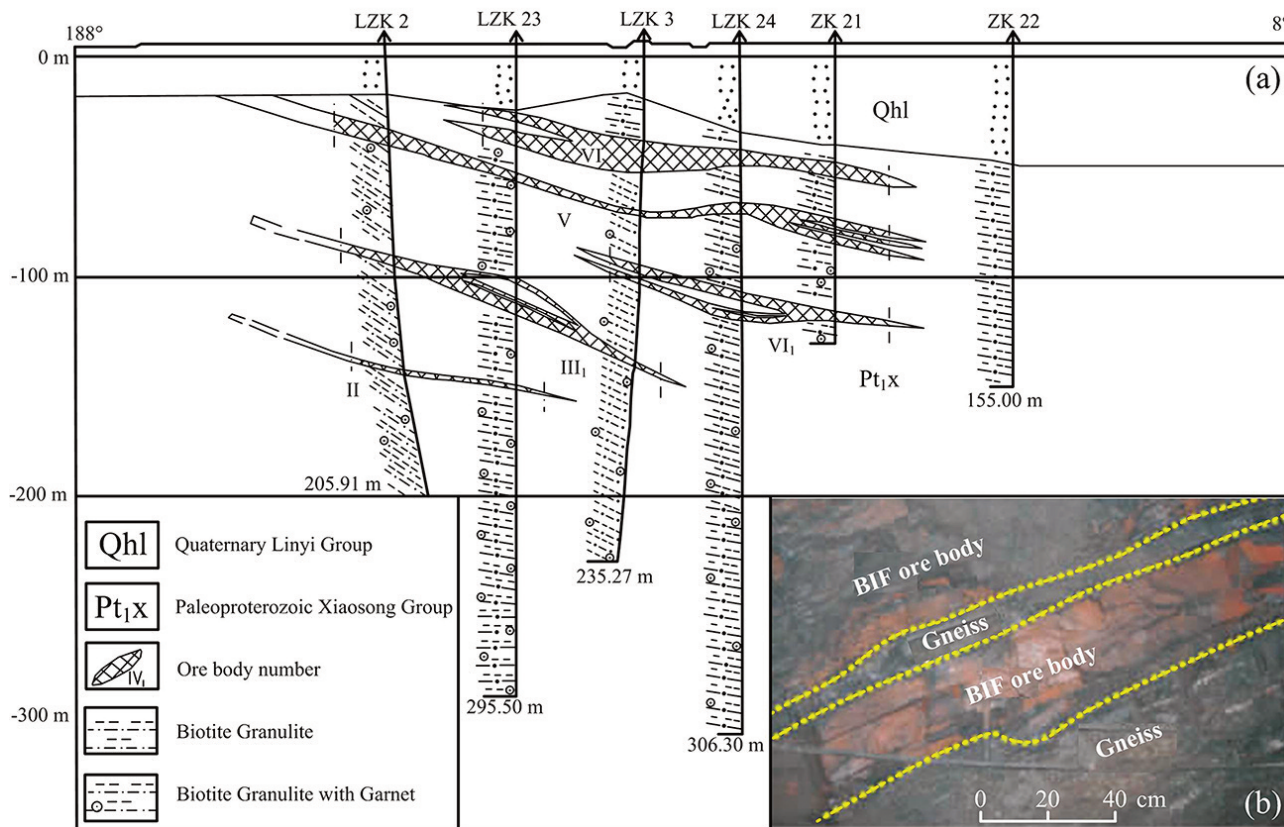 LZK 2 LZK 23 LZK 3 LZK 24 ZK 21 ZK 22
188° 8°
0 m
(a)
Qhl
VI
V
-100 m
VI₁
III₁
Pt₁x
II
155.00 m
205.91 m
-200 m
235.27 m
295.50 m
306.30 m
-300 m
Qhl Quaternary Linyi Group
Pt₁x Paleoproterozoic Xiaosong Group
IV₁ Ore body number
Biotite Granulite
Biotite Granulite with Garnet
BIF ore body
Gneiss
BIF ore body
Gneiss
0 20 40 cm
(b)